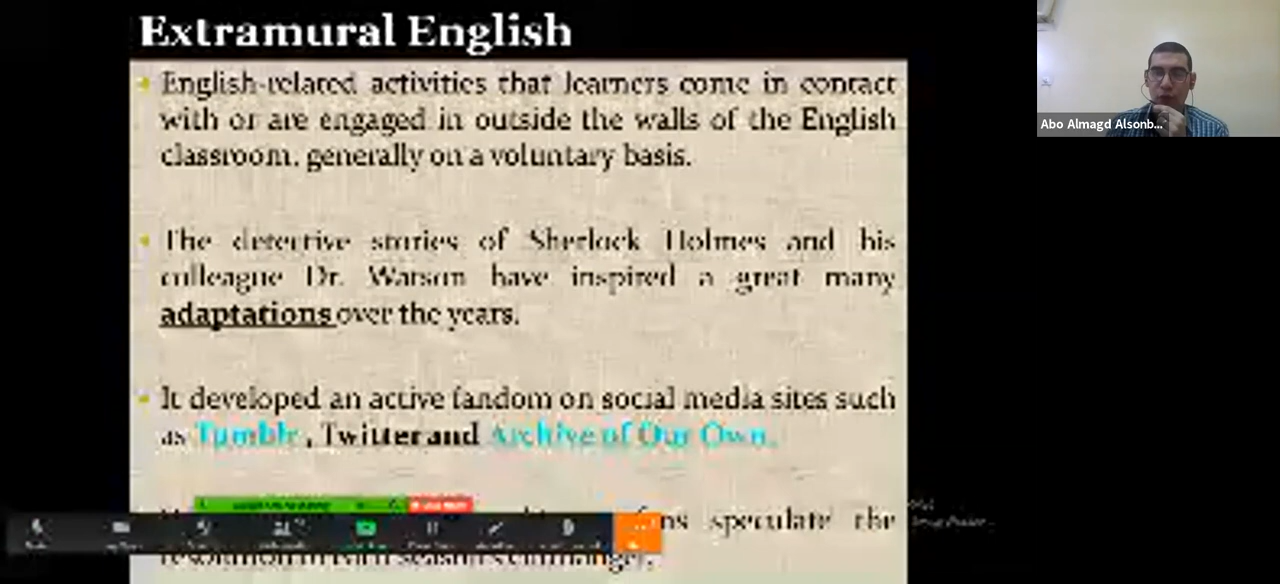 Extramural English
English-related activities that learners come in contact
with or are engaged in outside the walls of the English
classroom, generally on a voluntary basis.
The detective stories of Sherlock Holmes and his
colleague Dr. Watson have inspired a great many
adaptations over the years.
It developed an active fandom on social media sites such
as Tumblr , Twitter and Archive of Our Own.
fans speculate the
Abo Almagd Alsonb...